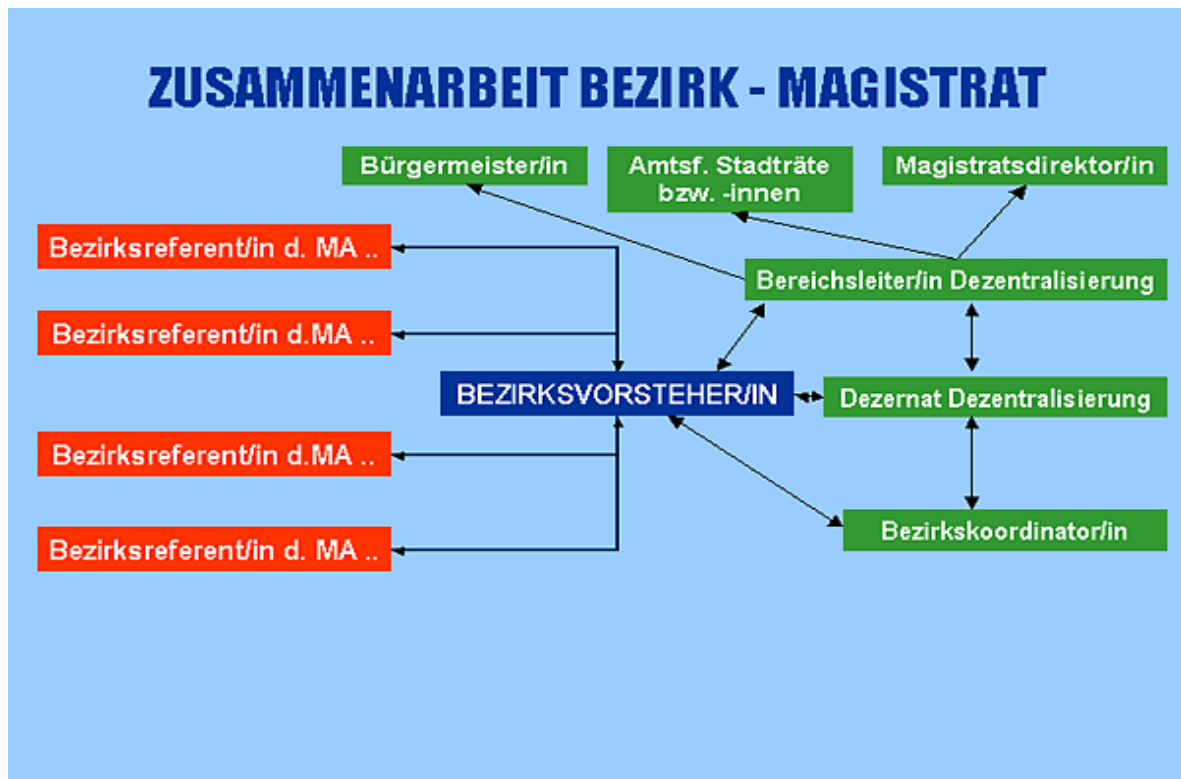 ZUSAMMENARBEIT BEZIRK - MAGISTRAT
Bürgermeister/in
Amtsf. Stadträte
bzw. -innen
Magistratsdirektor/in
Bezirksreferent/in d. MA ..
Bereichsleiter/in Dezentralisierung
Bezirksreferent/in d.MA ..
BEZIRKSVORSTEHER/IN
Dezernat Dezentralisierung
Bezirksreferent/in d.MA ..
Bezirkskoordinator/in
Bezirksreferent/in d. MA ..